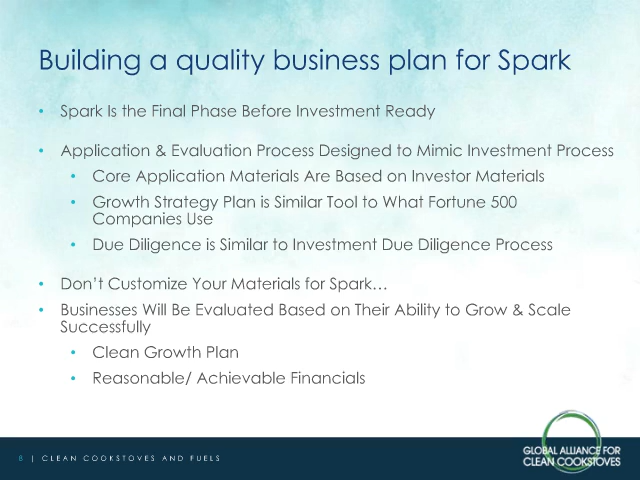 Building a quality business plan for Spark
• Spark Is the Final Phase Before Investment Ready
• Application & Evaluation Process Designed to Mimic Investment Process
• Core Application Materials Are Based on Investor Materials
• Growth Strategy Plan is Similar Tool to What Fortune 500
Companies Use
• Due Diligence is Similar to Investment Due Diligence Process
• Don't Customize Your Materials for Spark…
• Businesses Will Be Evaluated Based on Their Ability to Grow & Scale
Successfully
• Clean Growth Plan
• Reasonable/ Achievable Financials
8 | CLEAN COOKSTOVES AND FUELS
GLOBAL ALLIANCE FOR
CLEAN COOKSTOVES